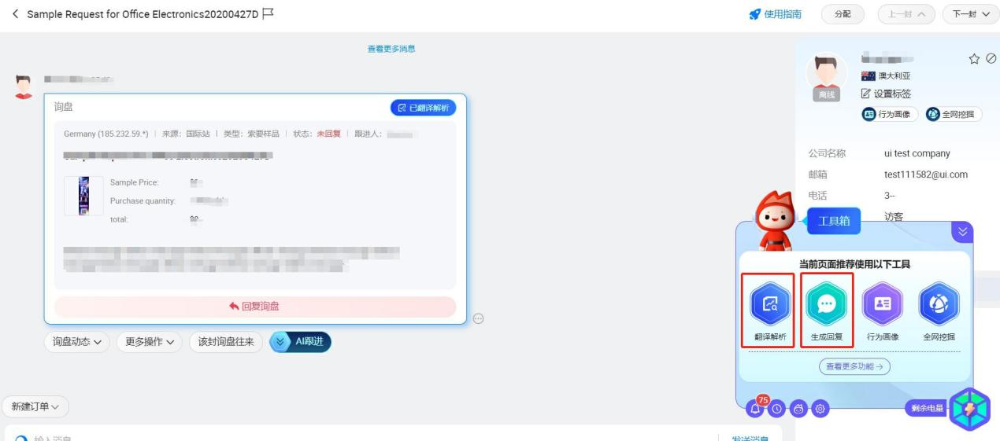 Sample Request for Office Electronics20200427D
使用指南
分配
上一封
下一封
查看更多消息
询盘
已翻译解析
Germany (185.232.59.*) | 来源: 国际站 | 类型: 索要样品 | 状态: 未回复 | 跟进人:
Sample Price:
Purchase quantity:
total:
回复询盘
询盘动态
更多操作
该封询盘往来
AI跟进
新建订单
输入消息
发送消息
离线
澳大利亚
设置标签
行为画像
全网挖掘
公司名称 ui test company
邮箱 test111582@ui.com
电话 3--
访客
工具箱
当前页面推荐使用以下工具
翻译解析
生成回复
行为画像
全网挖掘
查看更多功能→
75
剩余电量